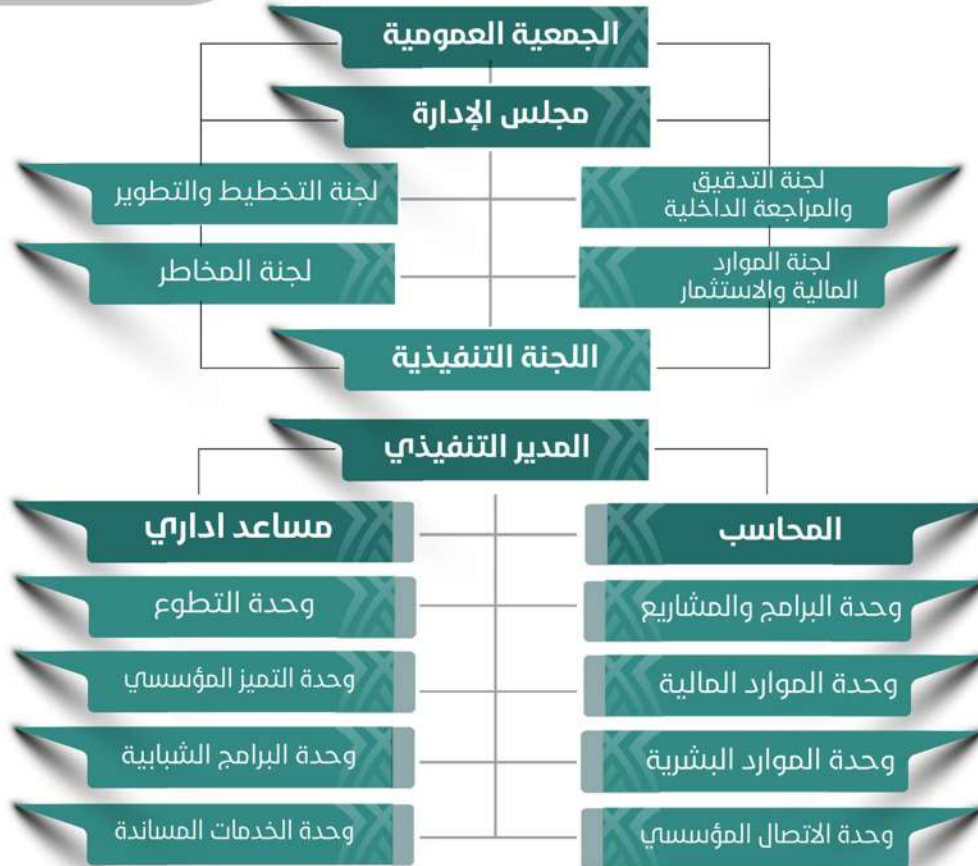 الجمعية العمومية
مجلس الإدارة
لجنة التدقيق
والمراجعة الداخلية
لجنة التخطيط والتطوير
لجنة الموارد
المالية والاستثمار
لجنة المخاطر
اللجنة التنفيذية
المدير التنفيذي
المحاسب
مساعد اداري
وحدة البرامج والمشاريع
وحدة التطوع
وحدة الموارد المالية
وحدة التميز المؤسسي
وحدة الموارد البشرية
وحدة البرامج الشبابية
وحدة الاتصال المؤسسي
وحدة الخدمات المساندة